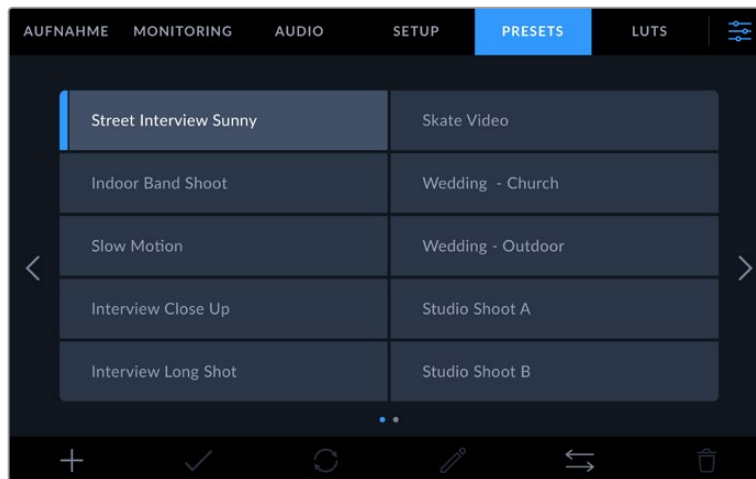 AUFNAHME MONITORING AUDIO SETUP PRESETS LUTS
Street Interview Sunny
Skate Video
Indoor Band Shoot
Wedding - Church
Slow Motion
Wedding - Outdoor
Interview Close Up
Studio Shoot A
Interview Long Shot
Studio Shoot B